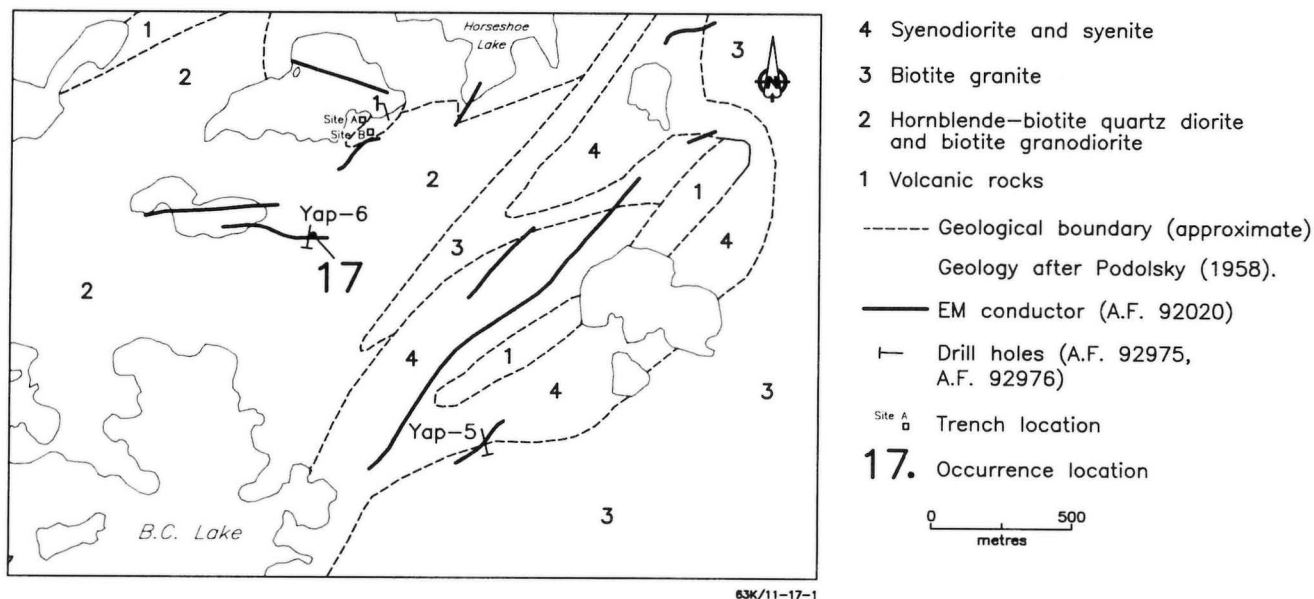 1
2
Horseshoe
Lake
3
N
Site A
Site B
1
4
2
1
Yap-6
17
3
4
2
4
1
4
3
Yap-5
3
B.C. Lake
63K/11-17-1
4 Syenodiorite and syenite
3 Biotite granite
2 Hornblende-biotite quartz diorite
and biotite granodiorite
1 Volcanic rocks
Geological boundary (approximate)
Geology after Podolsky (1958).
EM conductor (A.F. 92020)
Drill holes (A.F. 92975,
A.F. 92976)
Site A Trench location
17. Occurrence location
0 500
metres